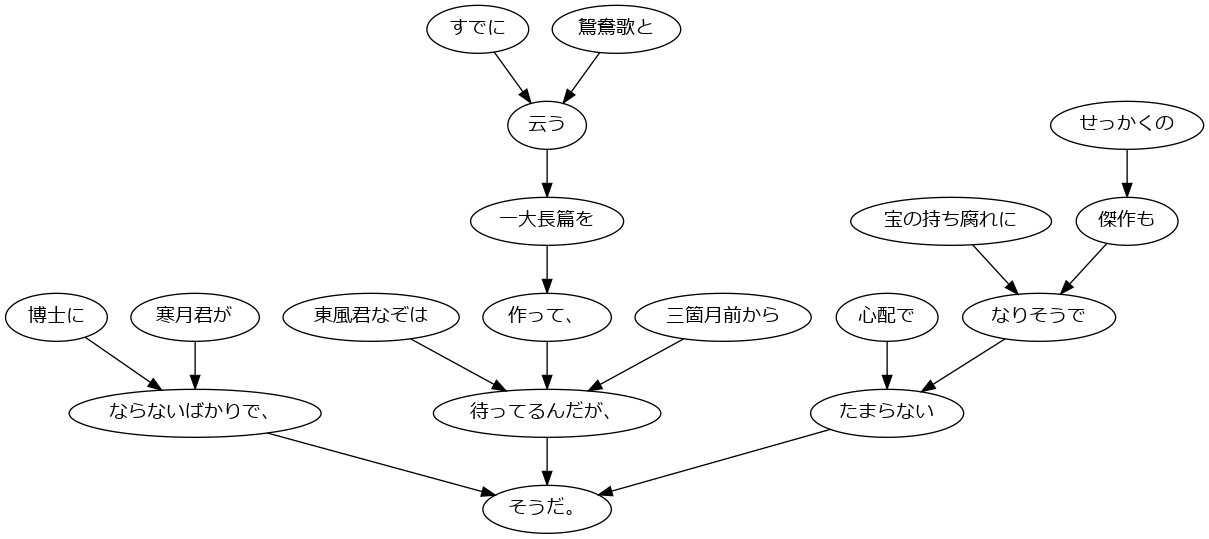 すでに
鴛鴦歌と
云う
せっかくの
一大長篇を
宝の持ち腐れに
傑作も
博士に
寒月君が
東風君なぞは
作って、
三箇月前から
心配で
なりそうで
ならないばかりで、
待ってるんだが、
たまらない
そうだ。